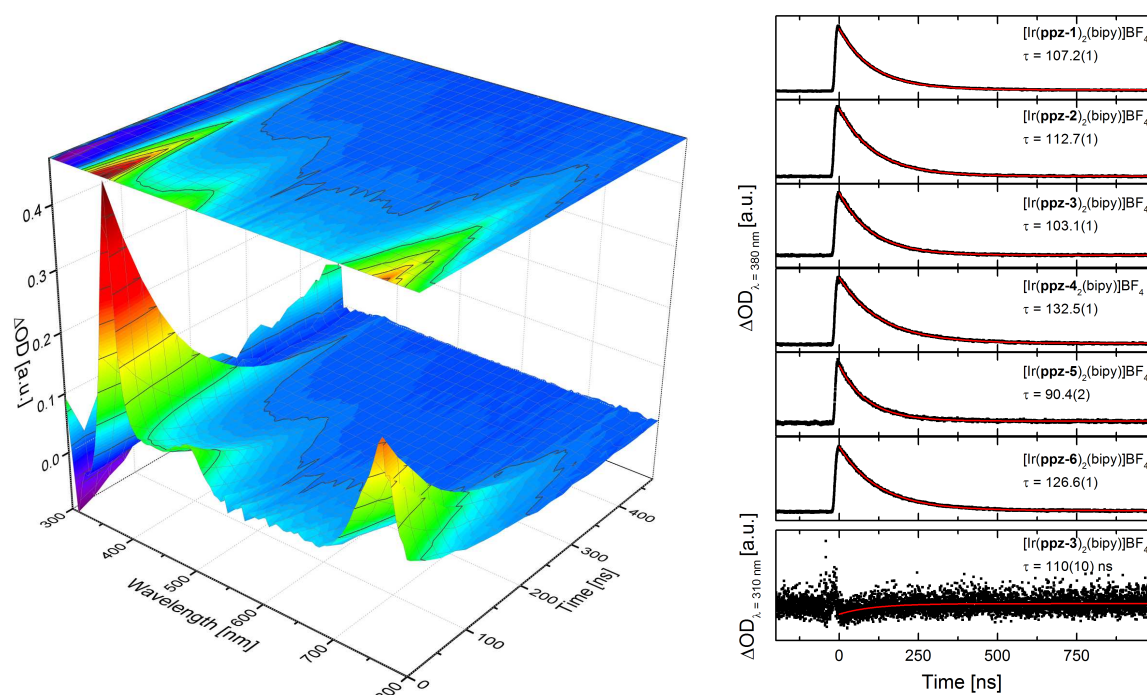 ΔOD [a.u.]
0.4
0.3
0.2
0.1
0.0
300
400
500
600
700
800
Wavelength [nm]
0
100
200
300
400
Time [ns]
ΔOD λ = 380 nm [a.u.]
[Ir(ppz-1)₂(bipy)]BF₄
τ = 107.2(1)
[Ir(ppz-2)₂(bipy)]BF₄
τ = 112.7(1)
[Ir(ppz-3)₂(bipy)]BF₄
τ = 103.1(1)
[Ir(ppz-4₂(bipy)]BF₄
τ = 132.5(1)
[Ir(ppz-5)₂(bipy)]BF₄
τ = 90.4(2)
[Ir(ppz-6)₂(bipy)]BF₄
τ = 126.6(1)
ΔOD λ = 310 nm [a.u.]
[Ir(ppz-3)₂(bipy)]BF₄
τ = 110(10) ns
0 250 500 750
Time [ns]